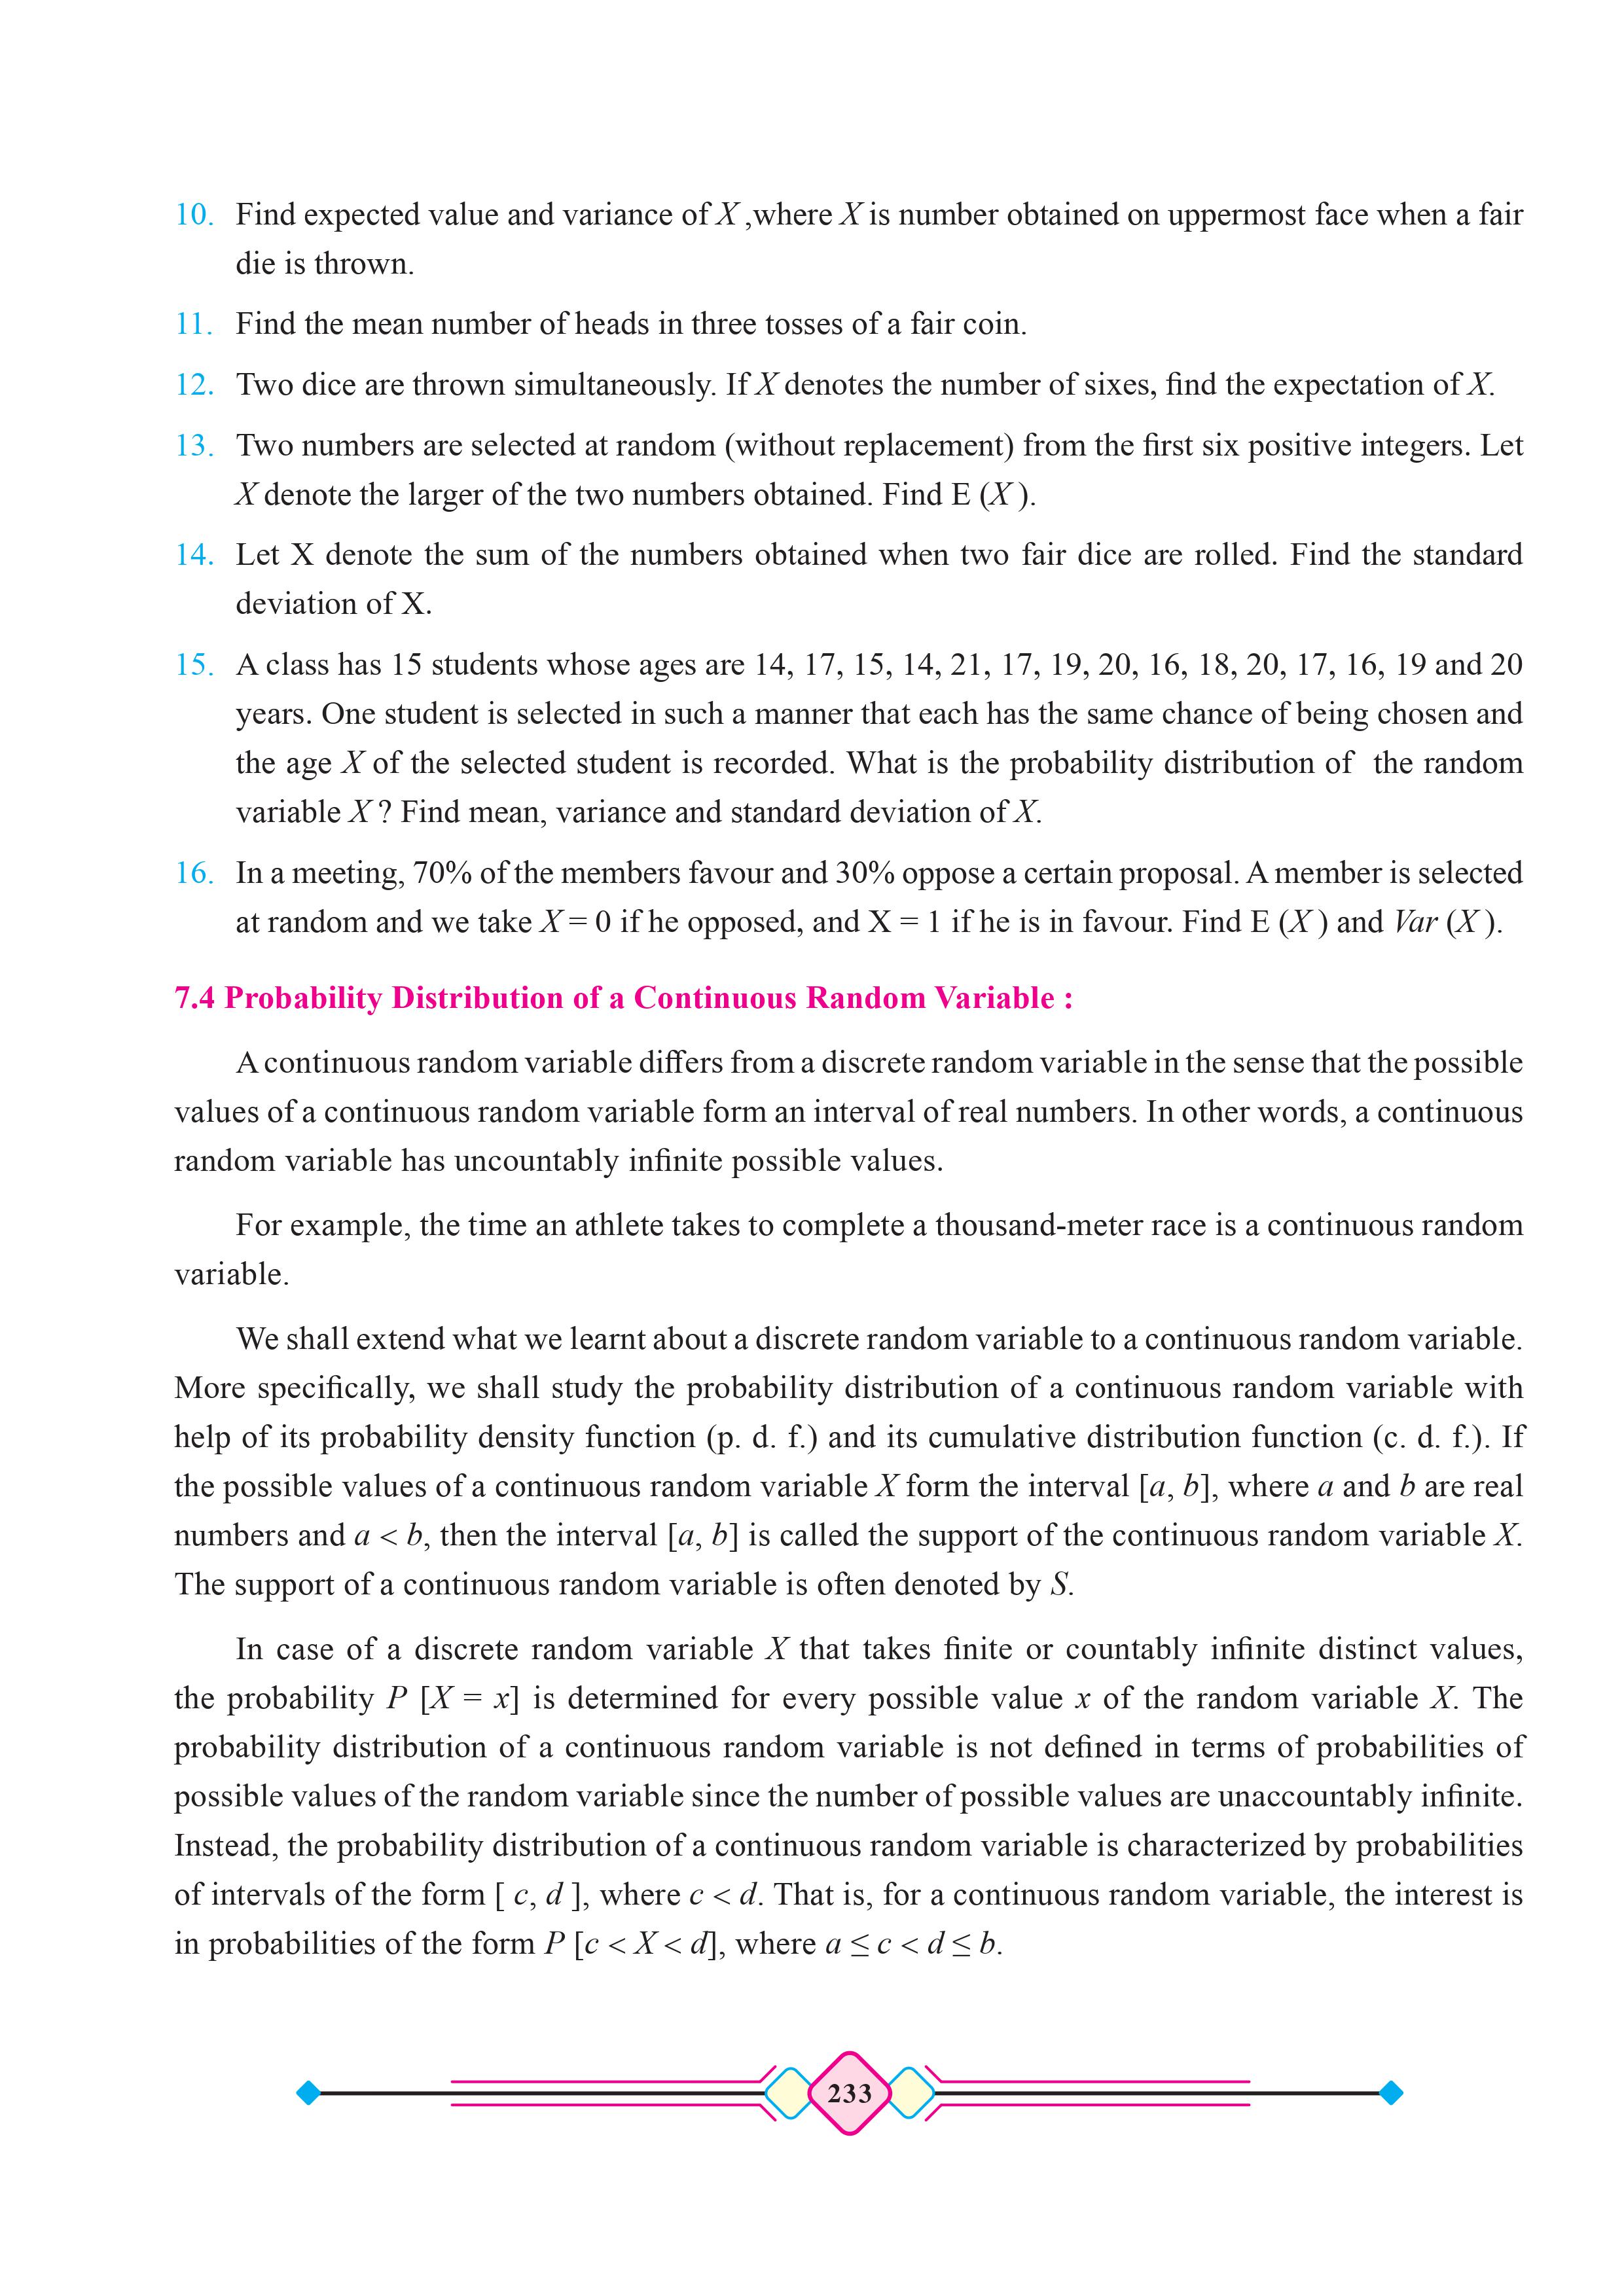 10. Find expected value and variance of X ,where X is number obtained on uppermost face when a fair
die is thrown.
11. Find the mean number of heads in three tosses of a fair coin.
12. Two dice are thrown simultaneously. If X denotes the number of sixes, find the expectation of X.
13. Two numbers are selected at random (without replacement) from the first six positive integers. Let
X denote the larger of the two numbers obtained. Find E (X ).
14. Let X denote the sum of the numbers obtained when two fair dice are rolled. Find the standard
deviation of X.
15. A class has 15 students whose ages are 14, 17, 15, 14, 21, 17, 19, 20, 16, 18, 20, 17, 16, 19 and 20
years. One student is selected in such a manner that each has the same chance of being chosen and
the age X of the selected student is recorded. What is the probability distribution of the random
variable X ? Find mean, variance and standard deviation of X.
16. In a meeting, 70% of the members favour and 30% oppose a certain proposal. A member is selected
at random and we take X = 0 if he opposed, and X = 1 if he is in favour. Find E (X ) and Var (X ).
7.4 Probability Distribution of a Continuous Random Variable :
A continuous random variable differs from a discrete random variable in the sense that the possible
values of a continuous random variable form an interval of real numbers. In other words, a continuous
random variable has uncountably infinite possible values.
For example, the time an athlete takes to complete a thousand-meter race is a continuous random
variable.
We shall extend what we learnt about a discrete random variable to a continuous random variable.
More specifically, we shall study the probability distribution of a continuous random variable with
help of its probability density function (p. d. f.) and its cumulative distribution function (c. d. f.). If
the possible values of a continuous random variable X form the interval [a, b], where a and b are real
numbers and a < b, then the interval [a, b] is called the support of the continuous random variable X.
The support of a continuous random variable is often denoted by S.
In case of a discrete random variable X that takes finite or countably infinite distinct values,
the probability P [X = x] is determined for every possible value x of the random variable X. The
probability distribution of a continuous random variable is not defined in terms of probabilities of
possible values of the random variable since the number of possible values are unaccountably infinite.
Instead, the probability distribution of a continuous random variable is characterized by probabilities
of intervals of the form [ c, d ], where c < d. That is, for a continuous random variable, the interest is
in probabilities of the form P [c < X < d], where a ≤ c < d ≤ b.
233